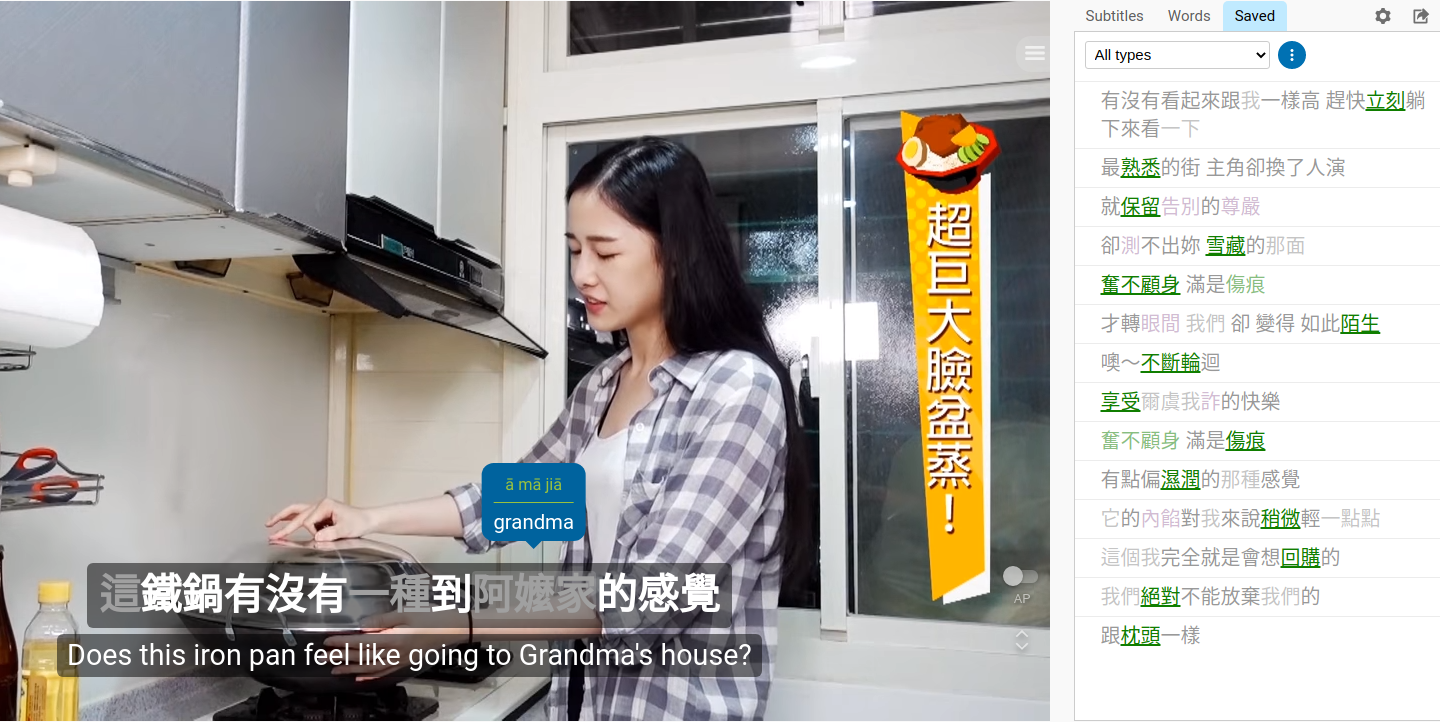 Subtitles Words Saved
All types
有沒有看起來跟我一樣高 趕快立刻躺
下來看一下
最熟悉的街 主角卻換了人演
就保留告別的尊嚴
卻測不出妳 雪藏的那面
奮不顧身 滿是傷痕
才轉眼間 我們 卻 變得 如此陌生
噢～不斷輪迴
享受爾虞我詐的快樂
奮不顧身 滿是傷痕
有點偏濕潤的那種感覺
它的內餡對我來說稍微輕一點點
這個我完全就是會想回購的
我們絕對不能放棄我們的
跟枕頭一樣
超巨大臉盆蒸！
ā mā jiā
grandma
這鐵鍋有沒有一種到阿嬤家的感覺
Does this iron pan feel like going to Grandma's house?
AP